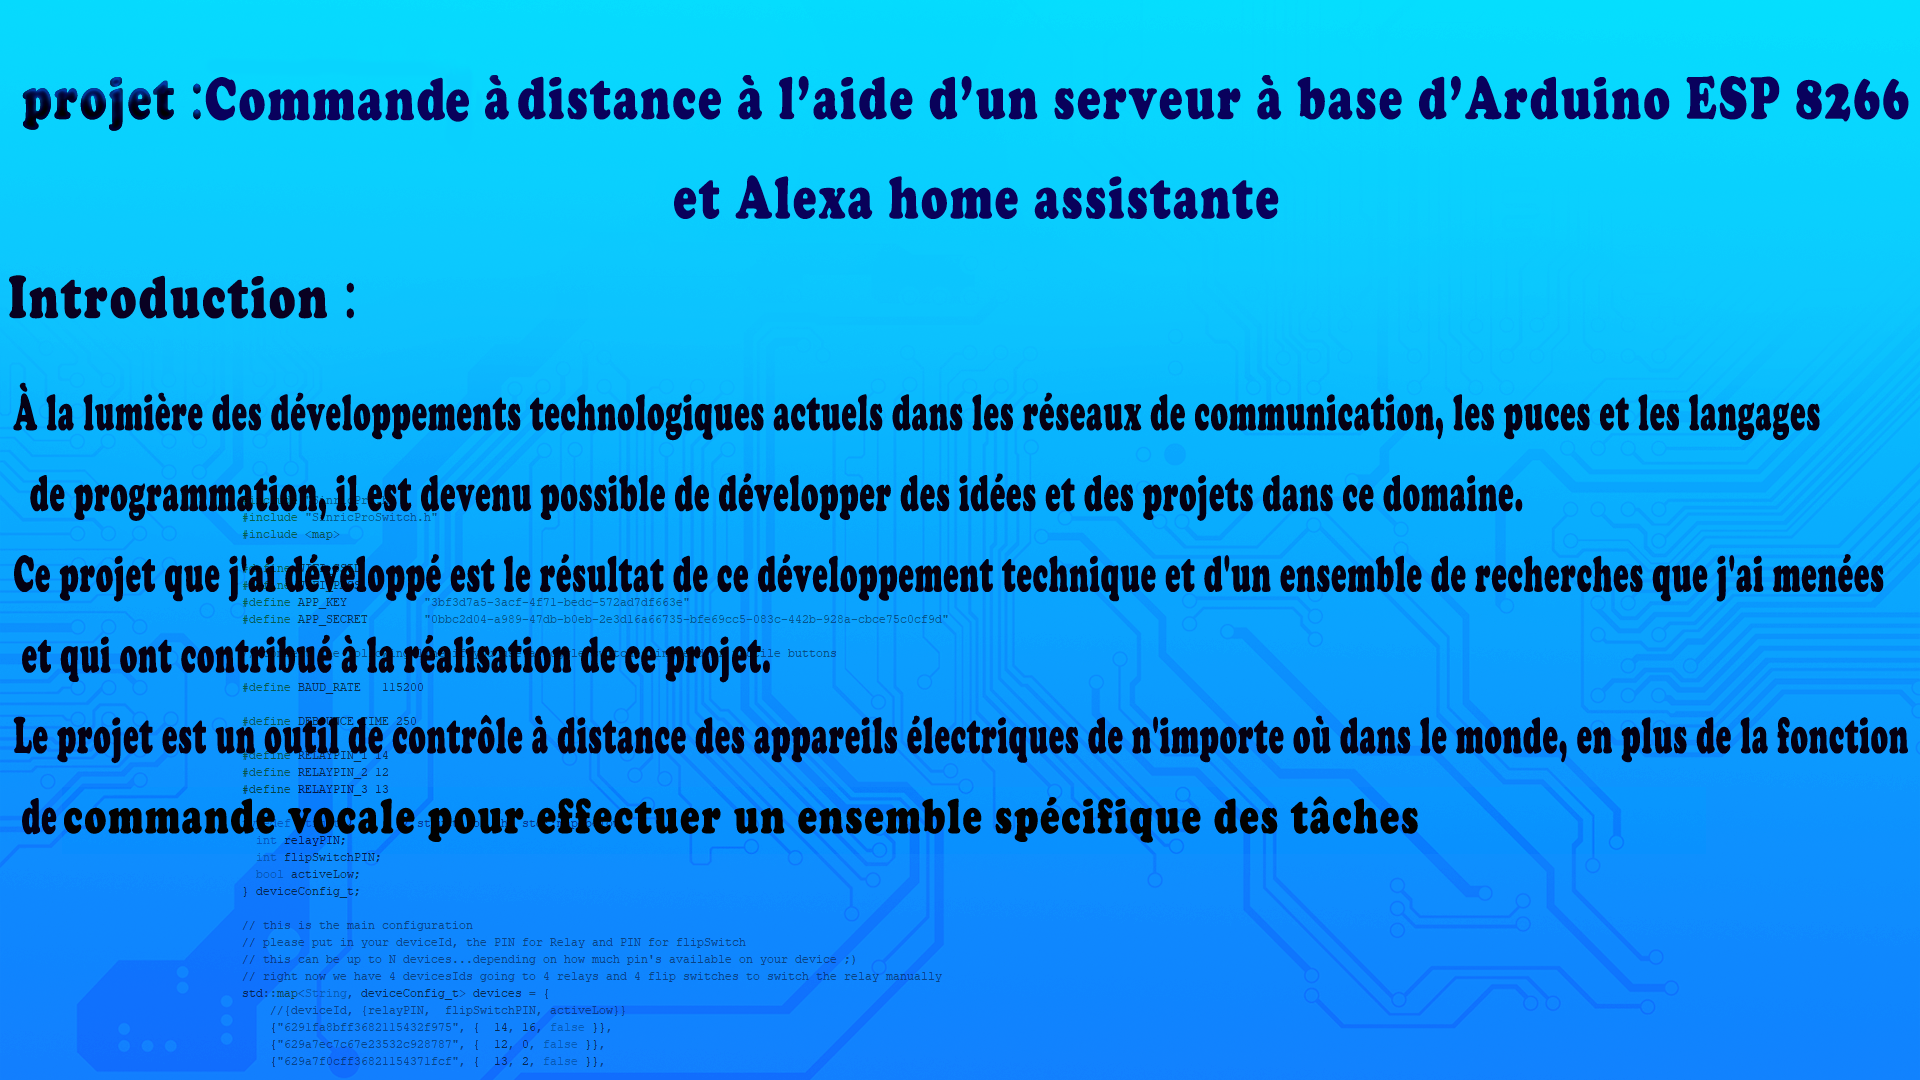 projet :Commande à distance à l'aide d'un serveur à base d'Arduino ESP 8266
et Alexa home assistante
Introduction :
À la lumière des développements technologiques actuels dans les réseaux de communication, les puces et les langages
de programmation, il est devenu possible de développer des idées et des projets dans ce domaine.
#include "SinricProSwitch.h"
#include <map>
Ce projet que j'ai développé est le résultat de ce développement technique et d'un ensemble de recherches que j'ai menées
#define APP_KEY "3bf3d7a5-3acf-4f71-bedc-572ad7df663e"
#define APP_SECRET "0bbc2d04-a989-47db-b0eb-2e3d16a66735-bfe69cc5-083c-442b-928a-cbce75c0cf9d"
et qui ont contribué à la réalisation de ce projet.
buttons
#define BAUD_RATE 115200
#define DEBOUNCE_TIME 250
Le projet est un outil de contrôle à distance des appareils électriques de n'importe où dans le monde, en plus de la fonction
#define RELAYPIN_1 14
#define RELAYPIN_2 12
#define RELAYPIN_3 13
de commande vocale pour effectuer un ensemble spécifique des tâches
int relayPIN;
int flipSwitchPIN;
bool activeLow;
} deviceConfig_t;
// this is the main configuration
// please put in your deviceId, the PIN for Relay and PIN for flipSwitch
// this can be up to N devices...depending on how much pin's available on your device ;)
// right now we have 4 devicesIds going to 4 relays and 4 flip switches to switch the relay manually
std::map<String, deviceConfig_t> devices = {
//{deviceId, {relayPIN, flipSwitchPIN, activeLow}}
{"6291fa8bff3682115432f975", { 14, 16, false }},
{"629a7ec7c67e23532c928787", { 12, 0, false }},
{"629a7f0cff36821154371fcf", { 13, 2, false }},